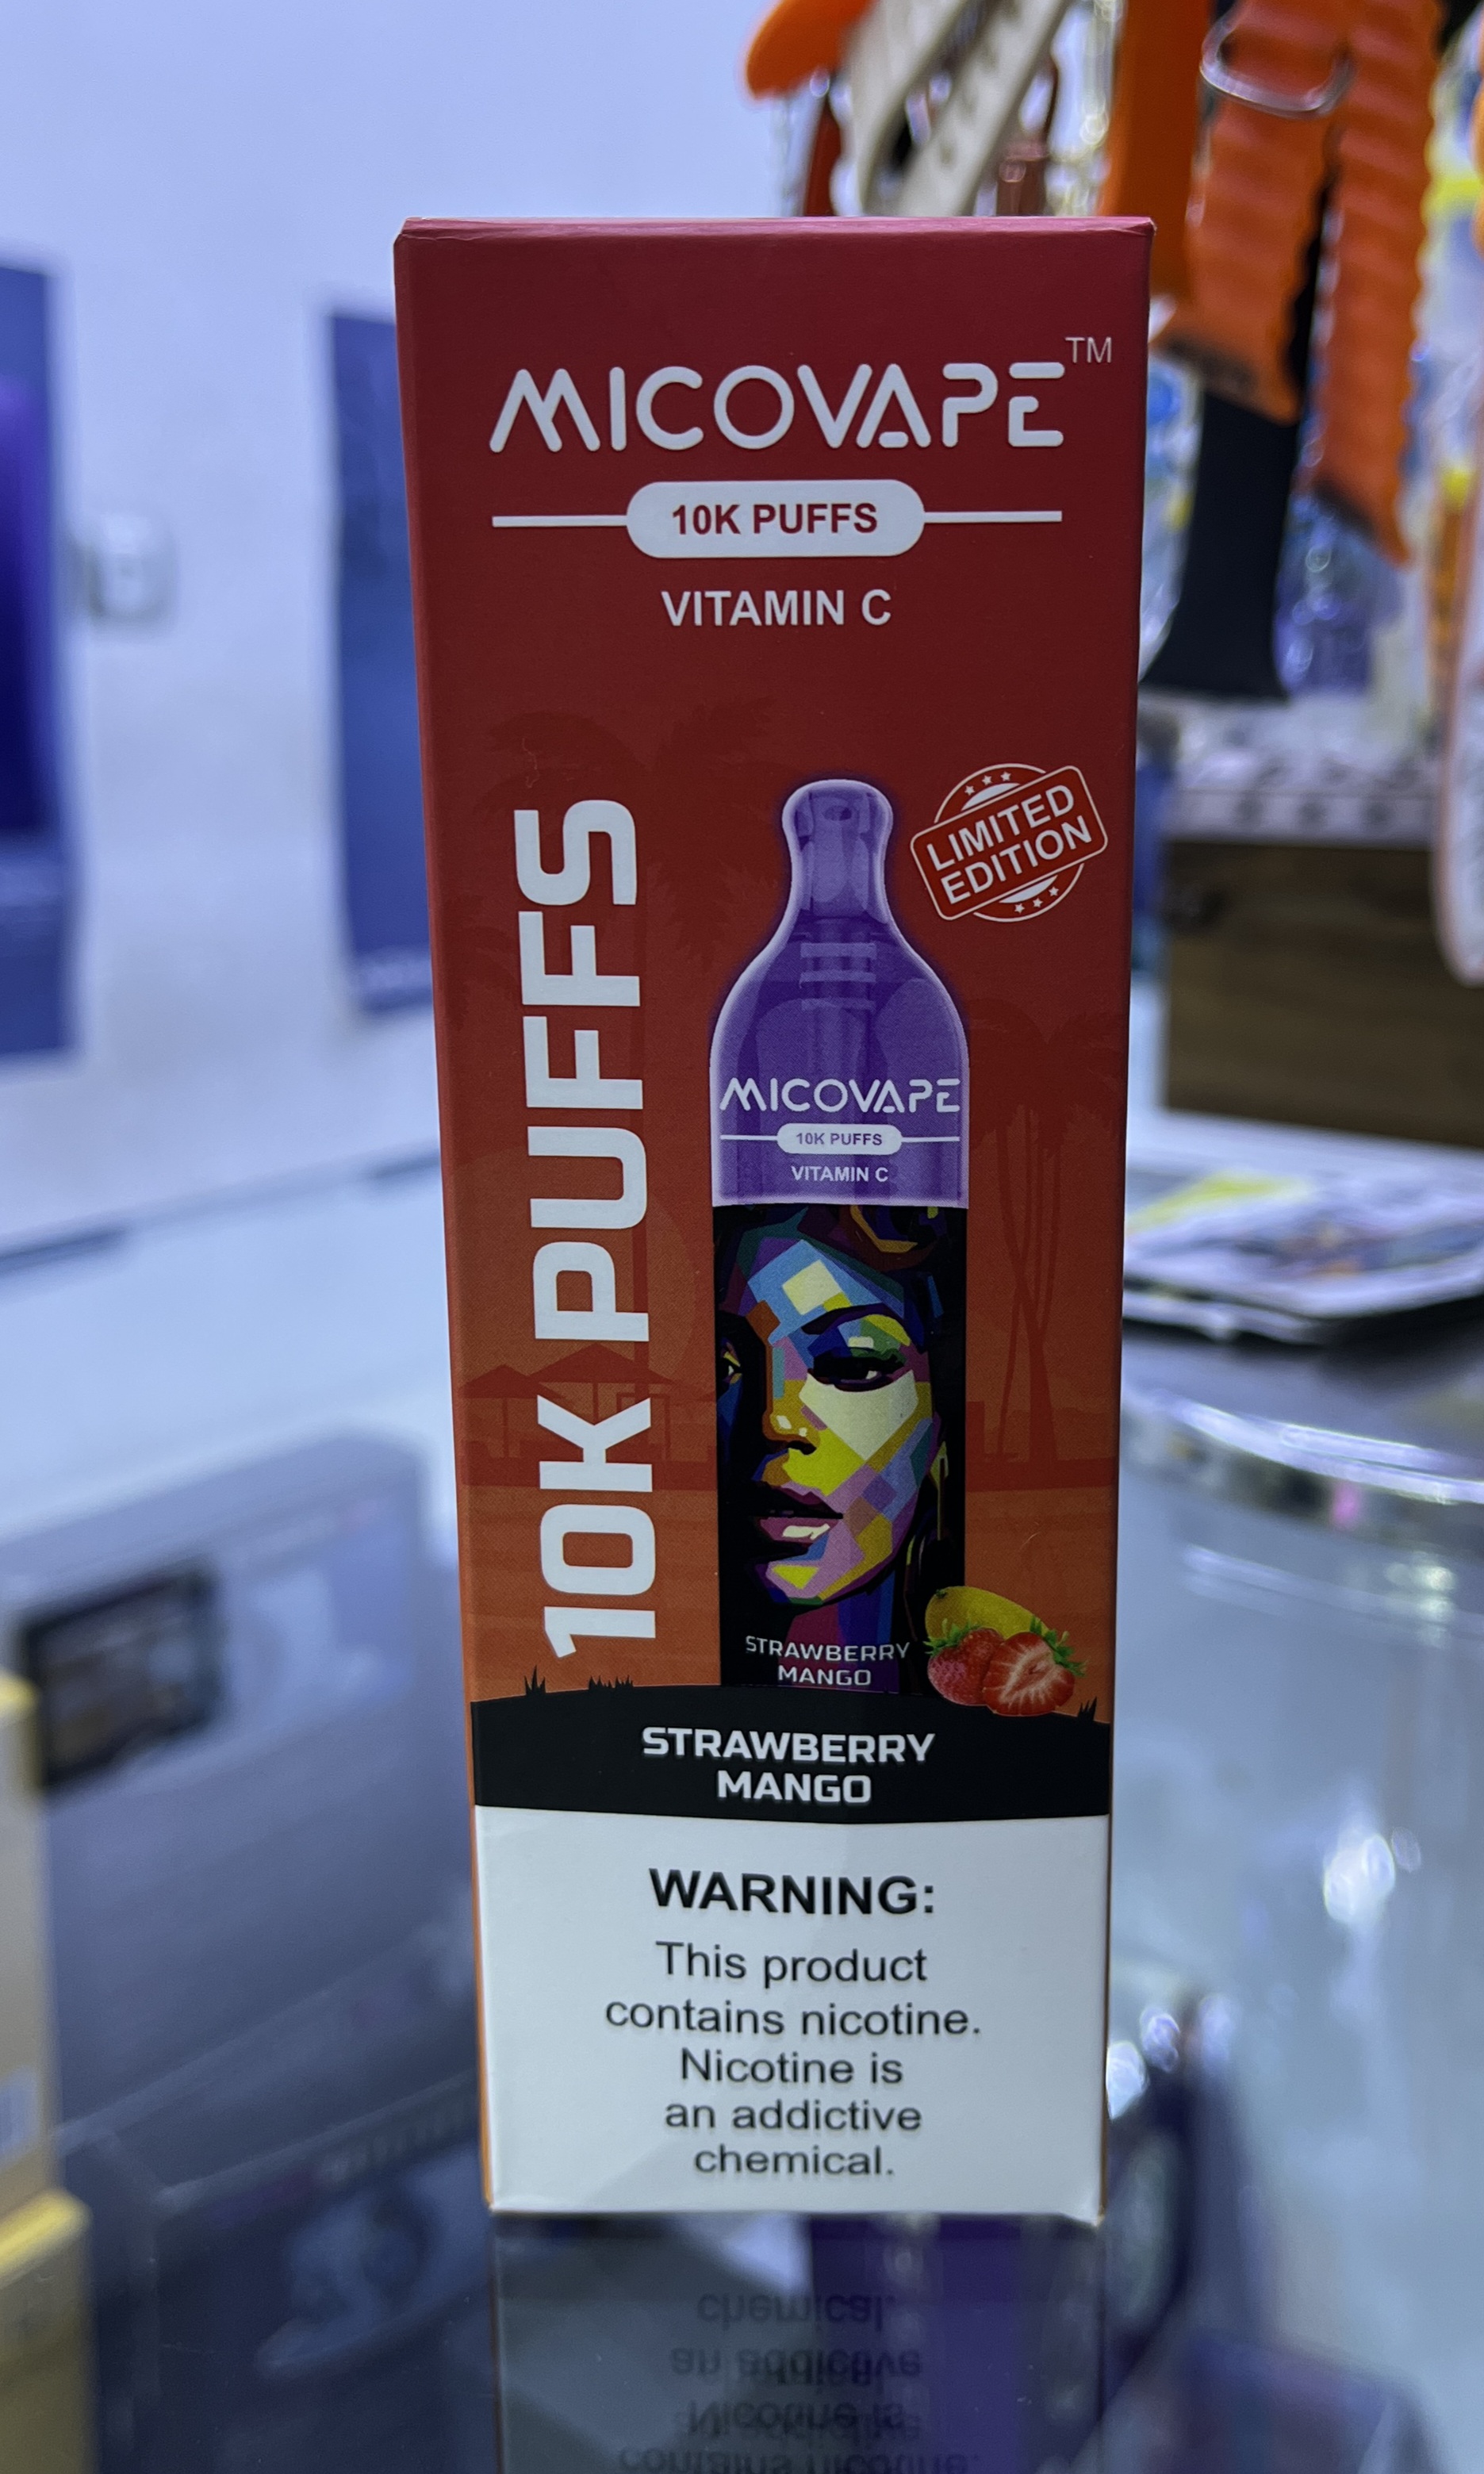 MICOVAPE™
10K PUFFS
VITAMIN C
LIMITED
EDITION
10K PUFFS
MICOVAPE
10K PUFFS
VITAMIN C
STRAWBERRY
MANGO
STRAWBERRY
MANGO
WARNING:
This product
contains nicotine.
Nicotine is
an addictive
chemical.